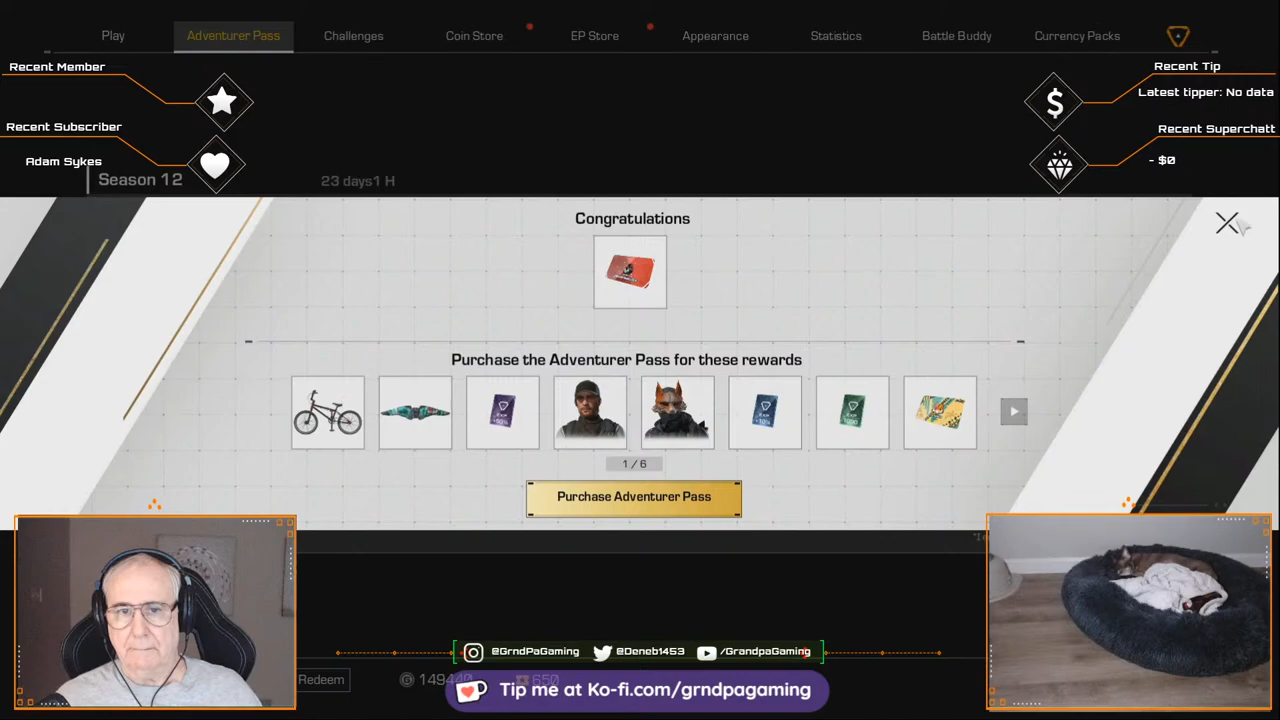 Play
Adventurer Pass
Challenges
Coin Store
EP Store
Appearance
Statistics
Battle Buddy
Currency Packs
Recent Member
Recent Tip
Latest tipper: No data
Recent Subscriber
Adam Sykes
Recent Superchatt
- $0
Season 12
23 days1 H
Congratulations
Purchase the Adventurer Pass for these rewards
1 / 6
Purchase Adventurer Pass
@GrndPaGaming
@Deneb1453
/GrandpaGaming
Redeem
650
Tip me at Ko-fi.com/grndpagaming